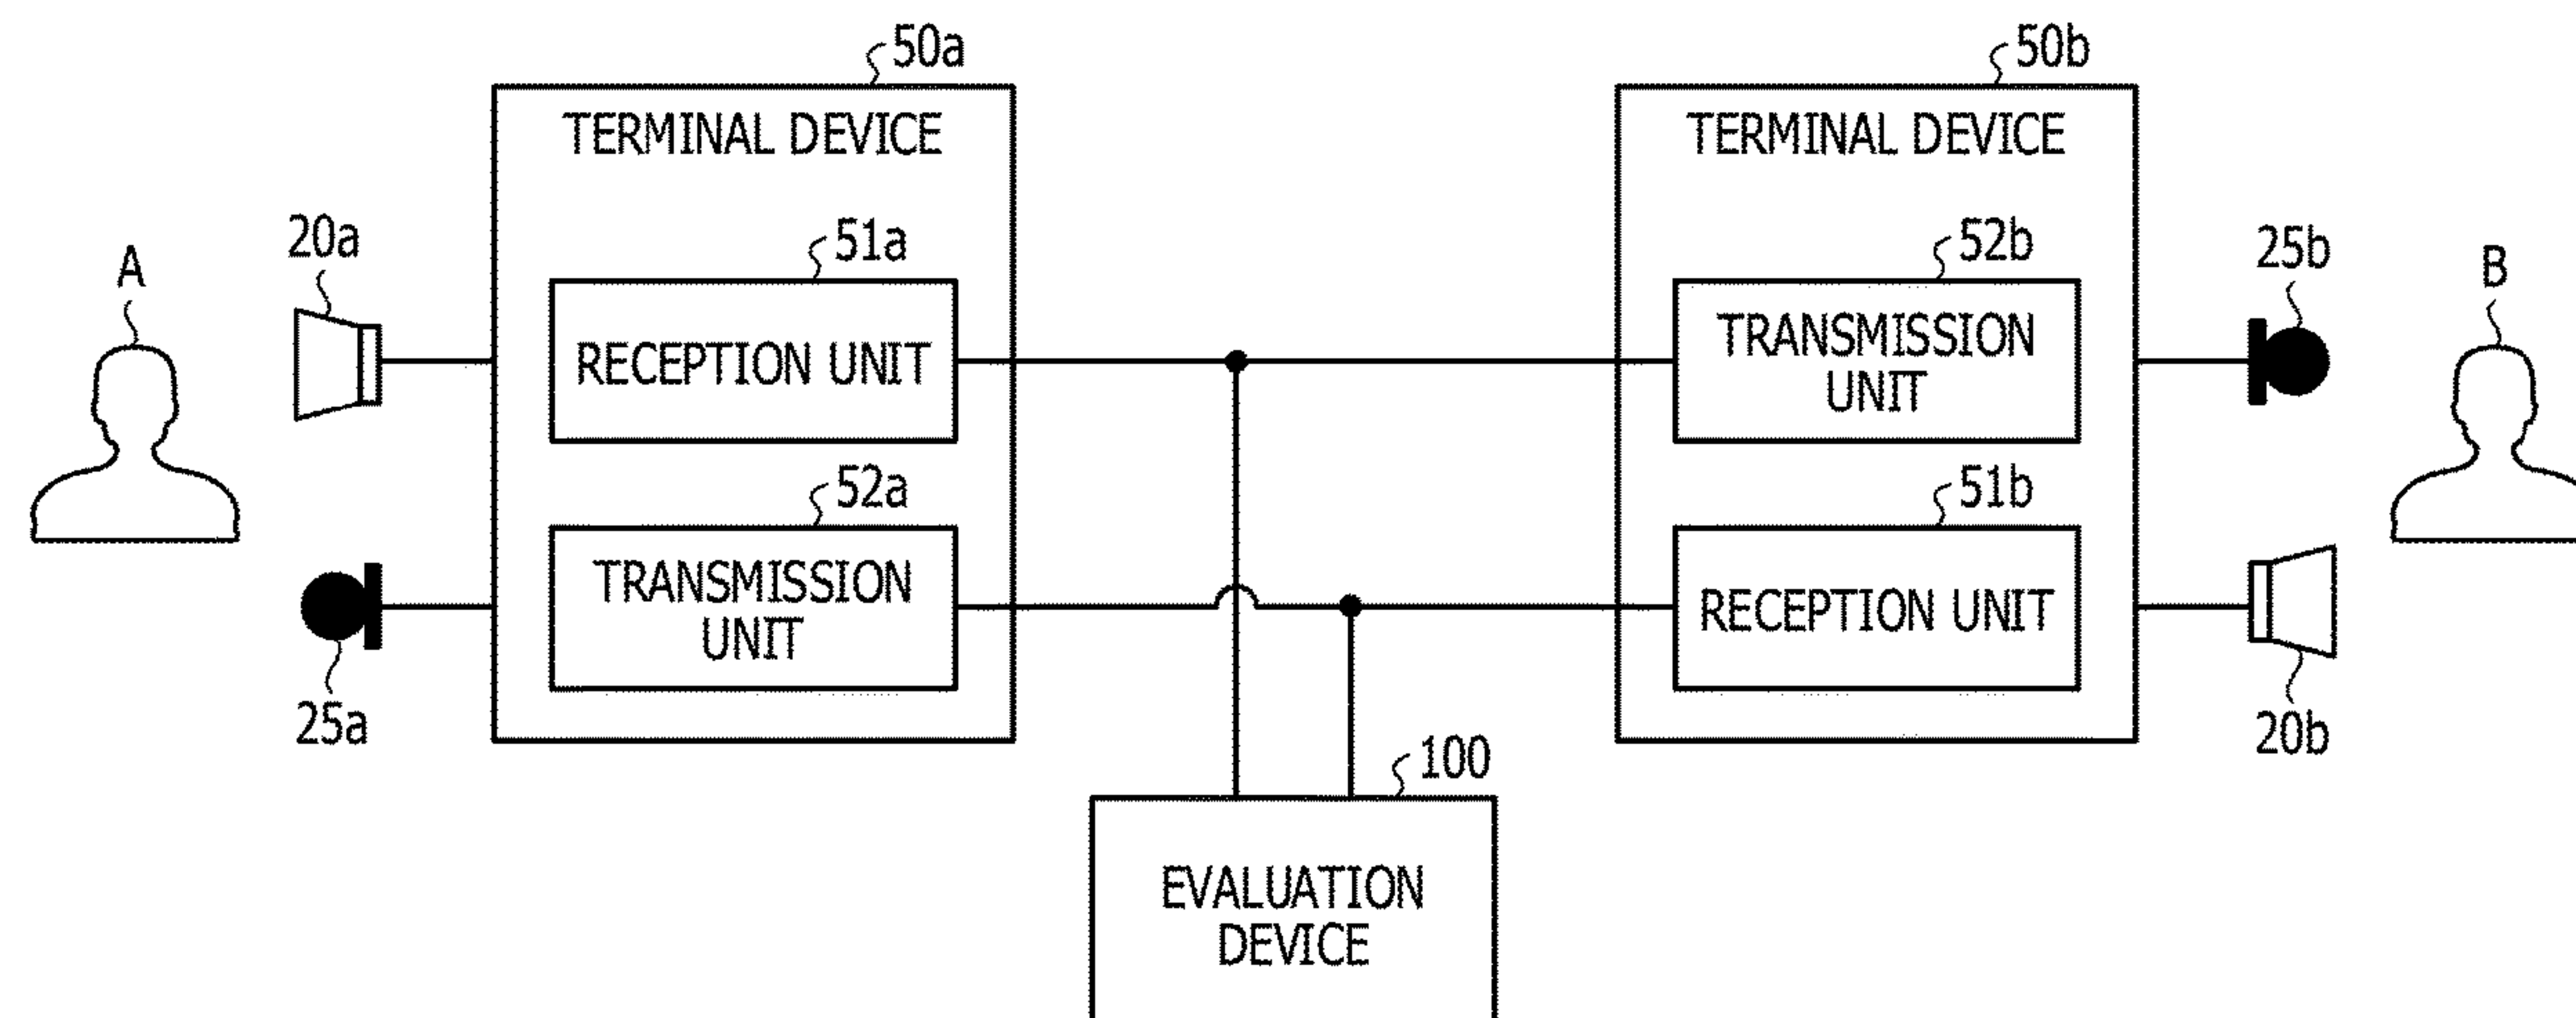 50a
50b
TERMINAL DEVICE
TERMINAL DEVICE
A
20a
51a
52b
25b
B
RECEPTION UNIT
TRANSMISSION
UNIT
52a
51b
TRANSMISSION
UNIT
RECEPTION UNIT
25a
20b
100
EVALUATION
DEVICE